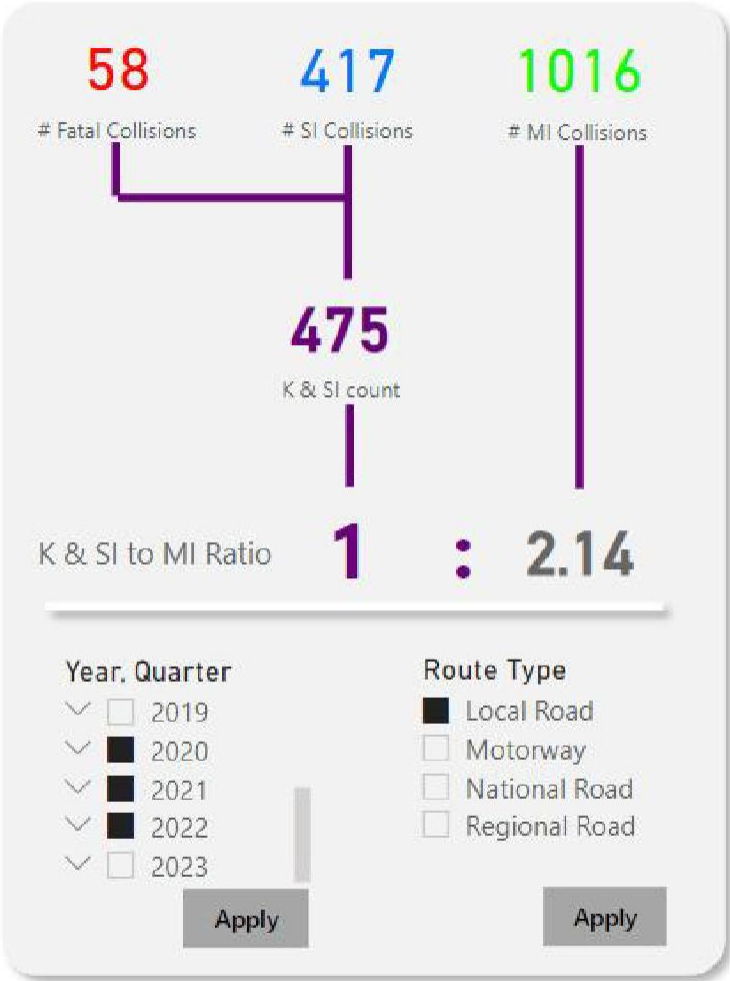 58 417 1016
# Fatal Collisions # SI Collisions # MI Collisions
475
K & SI count
K & SI to MI Ratio 1 : 2.14
Year, Quarter
2019
2020
2021
2022
2023
Apply
Route Type
Local Road
Motorway
National Road
Regional Road
Apply